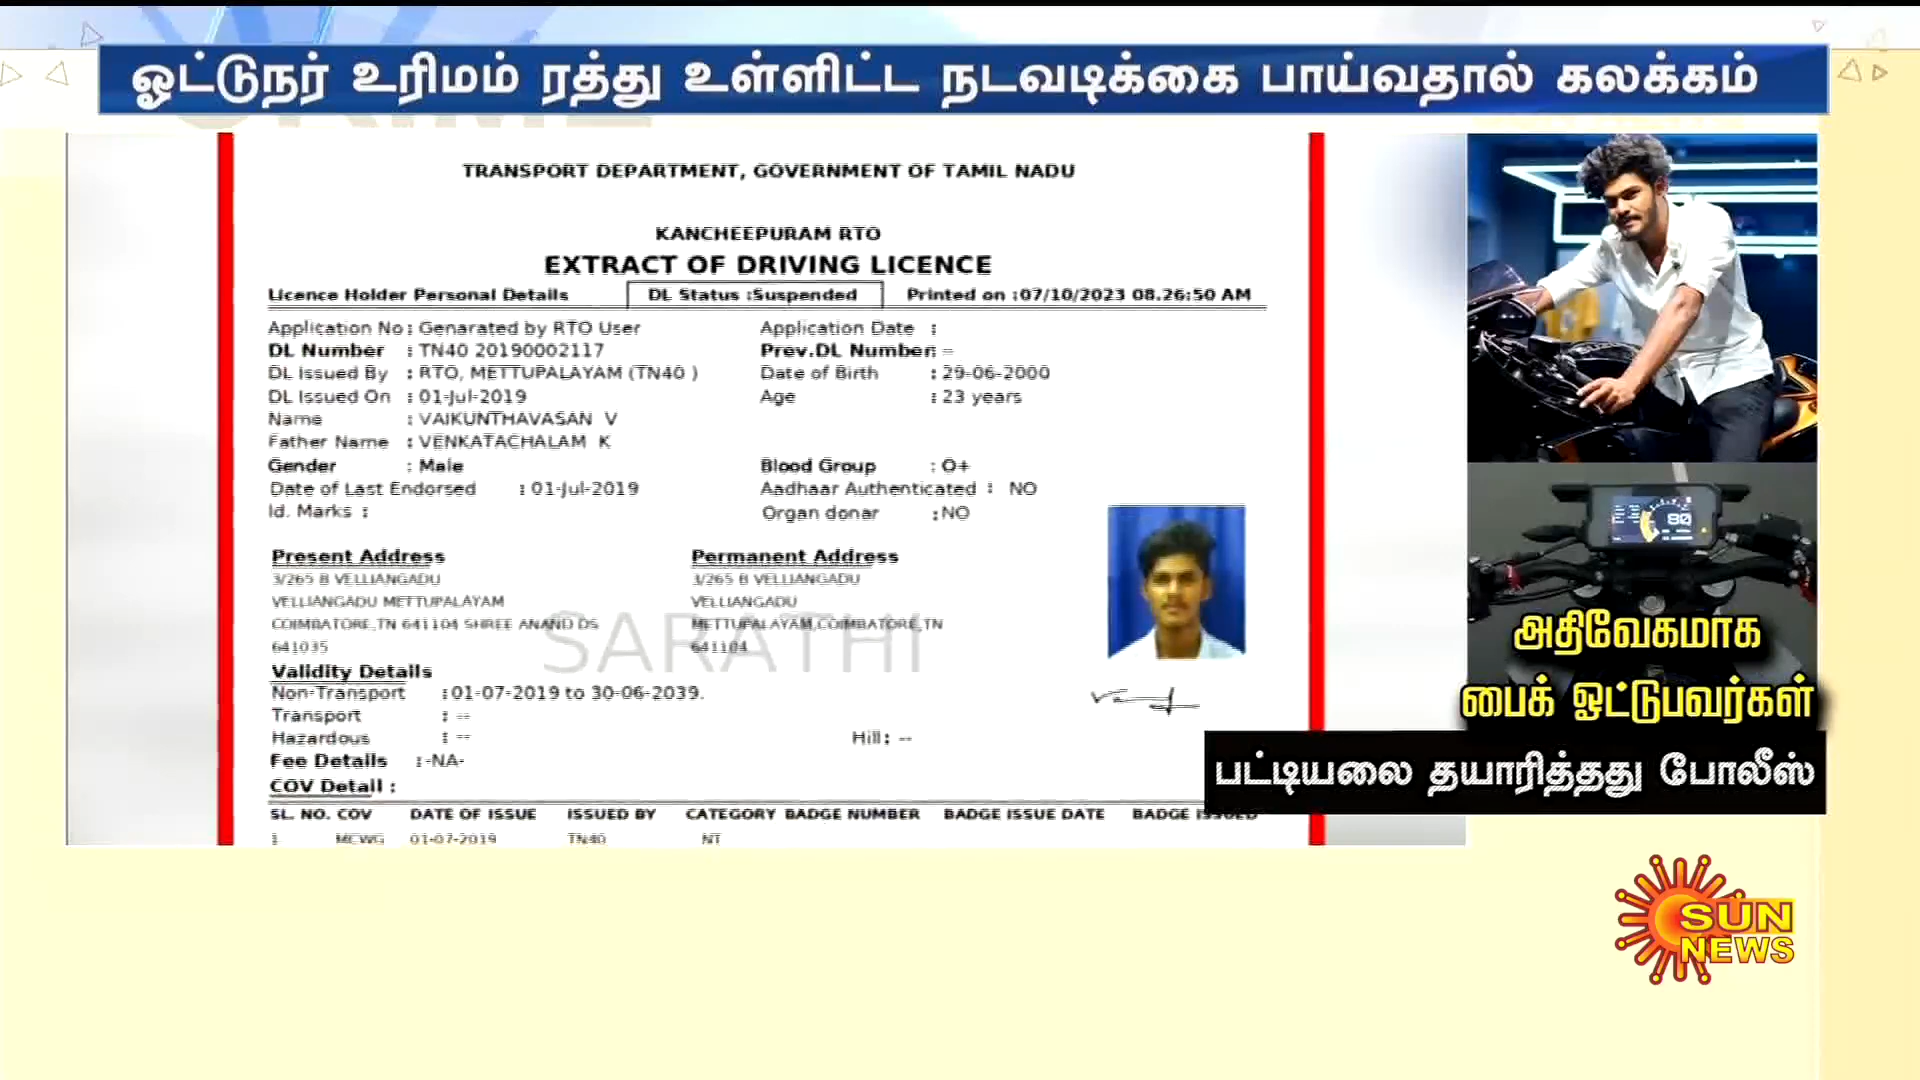 ஓட்டுநர் உரிமம் ரத்து உள்ளிட்ட நடவடிக்கை பாய்வதால் கலக்கம்
TRANSPORT DEPARTMENT, GOVERNMENT OF TAMIL NADU
KANCHEEPURAM RTO
EXTRACT OF DRIVING LICENCE
Licence Holder Personal Details DL Status :Suspended Printed on :07/10/2023 08.26:50 AM
Application No : Genarated by RTO User Application Date :
DL Number : TN40 20190002117 Prev.DL Number: --
DL Issued By : RTO, METTUPALAYAM (TN40 ) Date of Birth : 29-06-2000
DL Issued On : 01-Jul-2019 Age : 23 years
Name : VAIKUNTHAVASAN V
Father Name : VENKATACHALAM K
Gender : Male Blood Group : O+
Date of Last Endorsed : 01-Jul-2019 Aadhaar Authenticated : NO
Id. Marks : Organ donar :NO
Present Address Permanent Address
3/265 B VELLIANGADU 3/265 B VELLIANGADU
VELLIANGADU METTUPALAYAM VELLIANGADU
COIMBATORE,TN 641104 SHREE ANAND DS METTUPALAYAM,COIMBATORE,TN
641035 641104
SARATHI
Validity Details
Non-Transport :01-07-2019 to 30-06-2039.
Transport : --
Hazardous : -- Hill: --
Fee Details :-NA-
COV Detail :
SL. NO. COV DATE OF ISSUE ISSUED BY CATEGORY BADGE NUMBER BADGE ISSUE DATE BADGE ISSUED
1 MCWG 01-07-2019 TN40 NT
80
அதிவேகமாக
பைக் ஓட்டுபவர்கள்
பட்டியலை தயாரித்தது போலீஸ்
SUN
NEWS